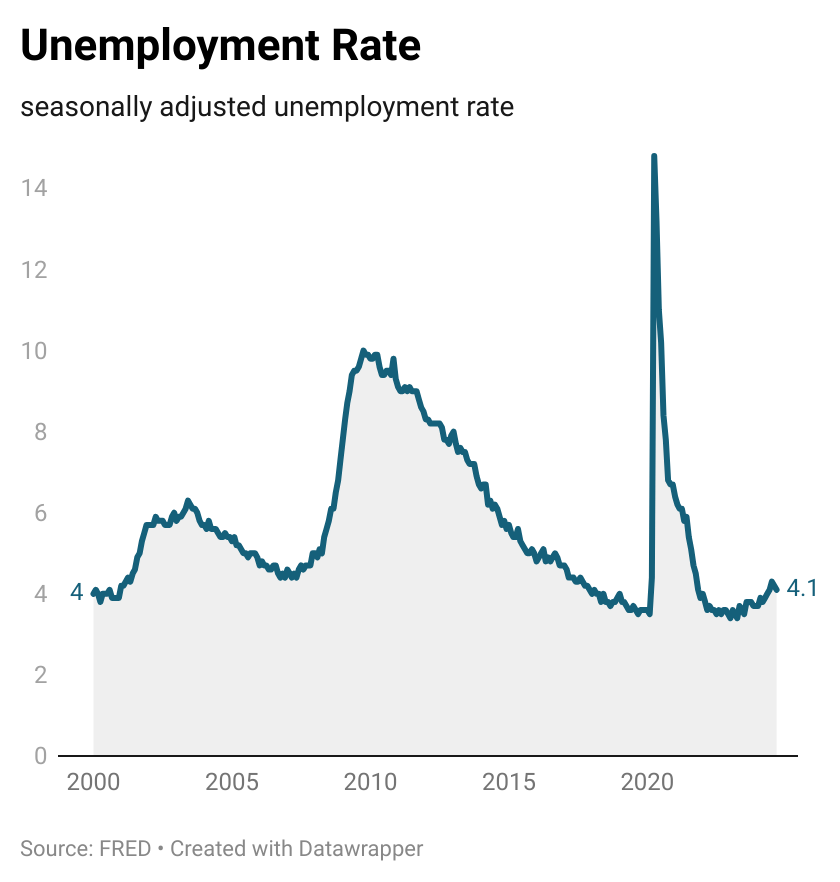 Unemployment Rate
seasonally adjusted unemployment rate
14
12
10
8
6
4
4
4.1
2
0
2000 2005 2010 2015 2020
Source: FRED • Created with Datawrapper